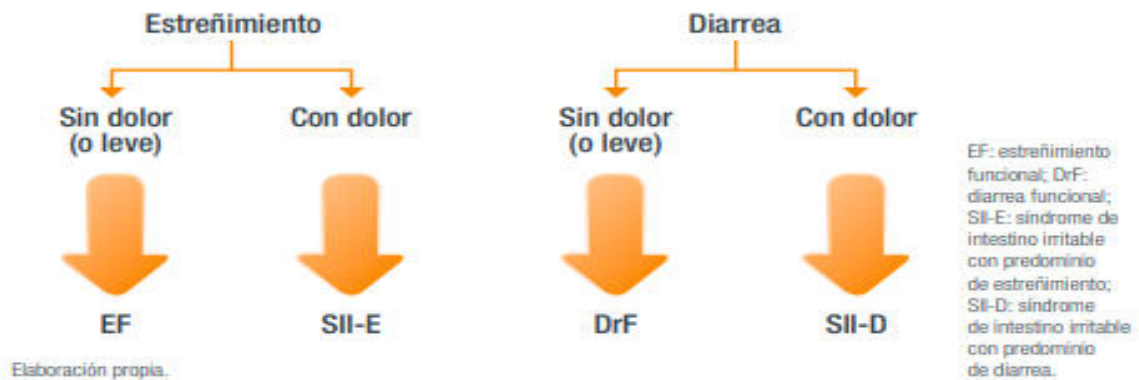 Estreñimiento
Diarrea
Sin dolor
(o leve)
Con dolor
Sin dolor
(o leve)
Con dolor
EF
SII-E
DrF
SII-D
EF: estreñimiento
funcional; DrF:
diarrea funcional;
SII-E: síndrome de
intestino irritable
con predominio
de estreñimiento;
SII-D: síndrome
de intestino irritable
con predominio
de diarrea.
Elaboración propia.